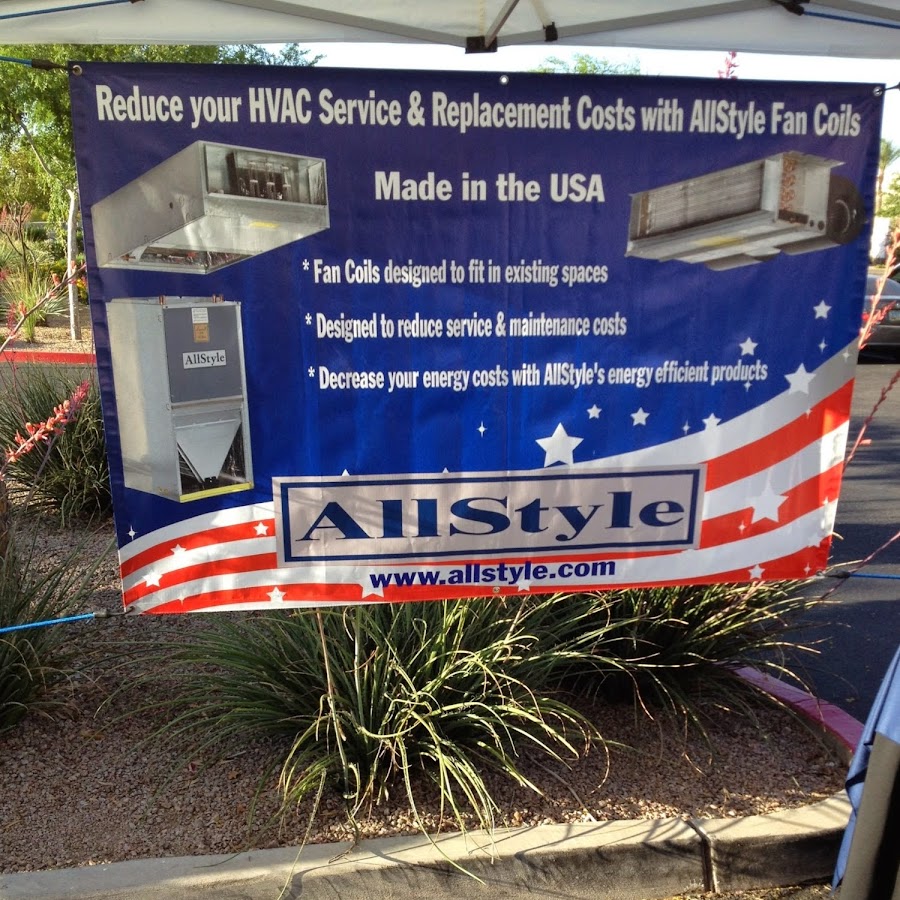 Reduce your HVAC Service & Replacement Costs with AllStyle Fan Coils
Made in the USA
* Fan Coils designed to fit in existing spaces
* Designed to reduce service & maintenance costs
* Decrease your energy costs with AllStyle's energy efficient products
AllStyle
AllStyle
www.allstyle.com